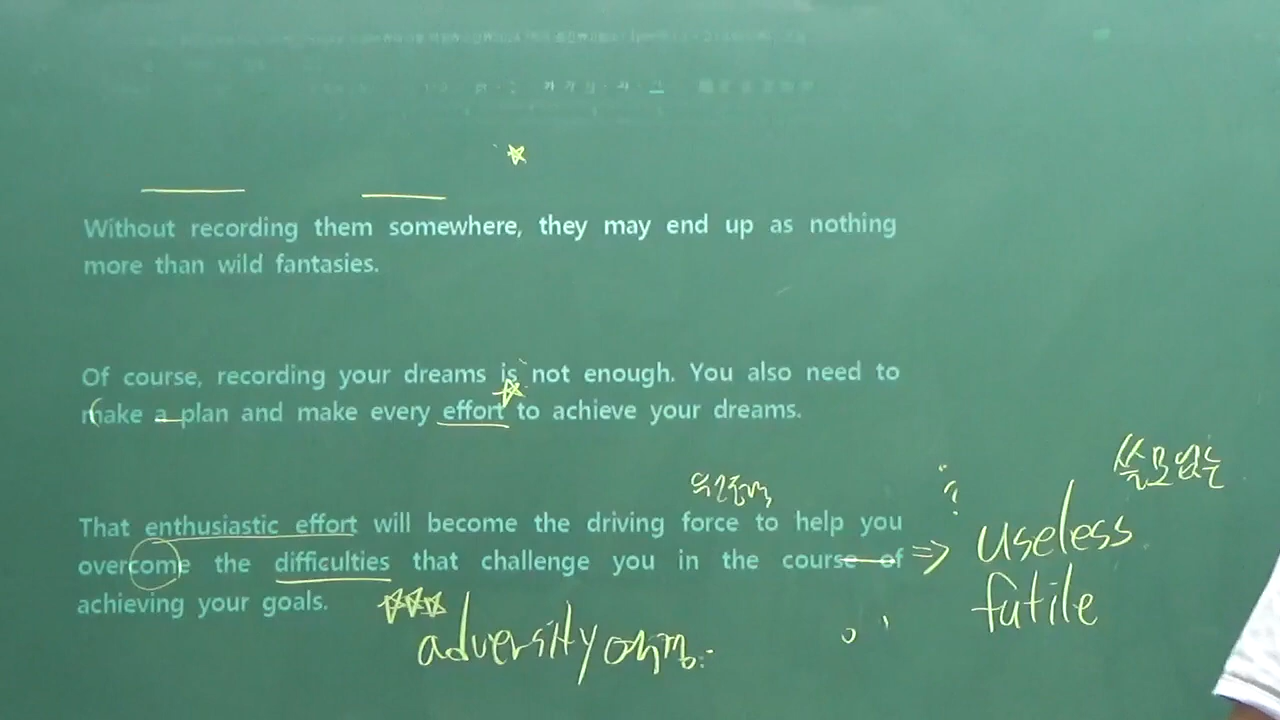 Without recording them somewhere, they may end up as nothing
more than wild fantasies.
Of course, recording your dreams is not enough. You also need to
make a plan and make every effort to achieve your dreams.
쓸모없는
That enthusiastic effort will become the driving force to help you
useless
overcome the difficulties that challenge you in the course of
⇒
achieving your goals.
futile
adversity